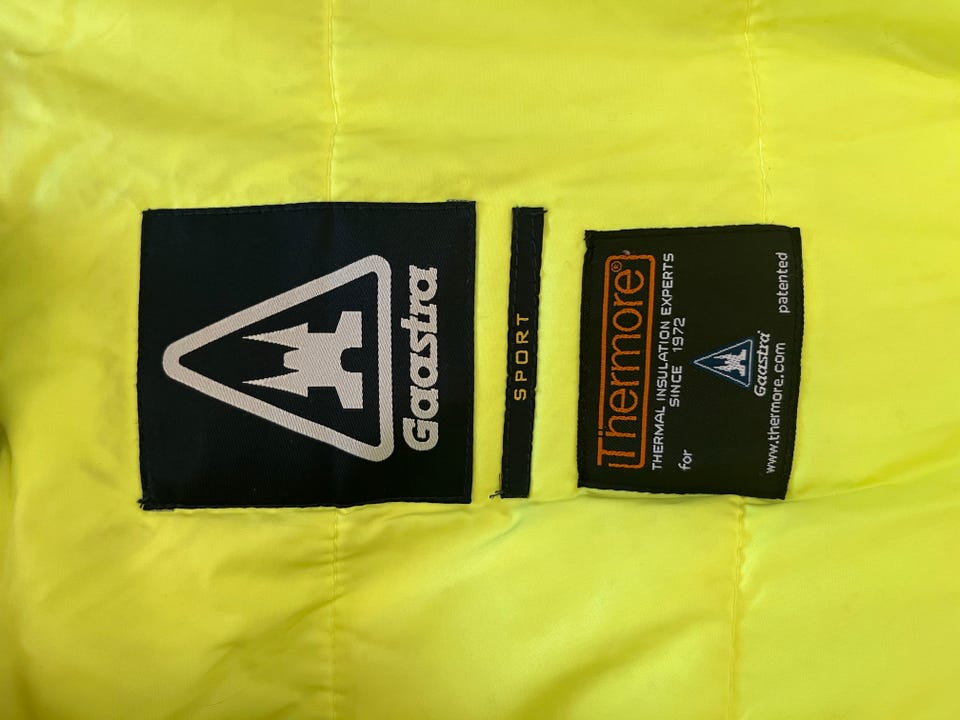 Gaastra
SPORT
Thermore®
THERMAL INSULATION EXPERTS
SINCE 1972
for
Gaastra
www.thermore.com patented